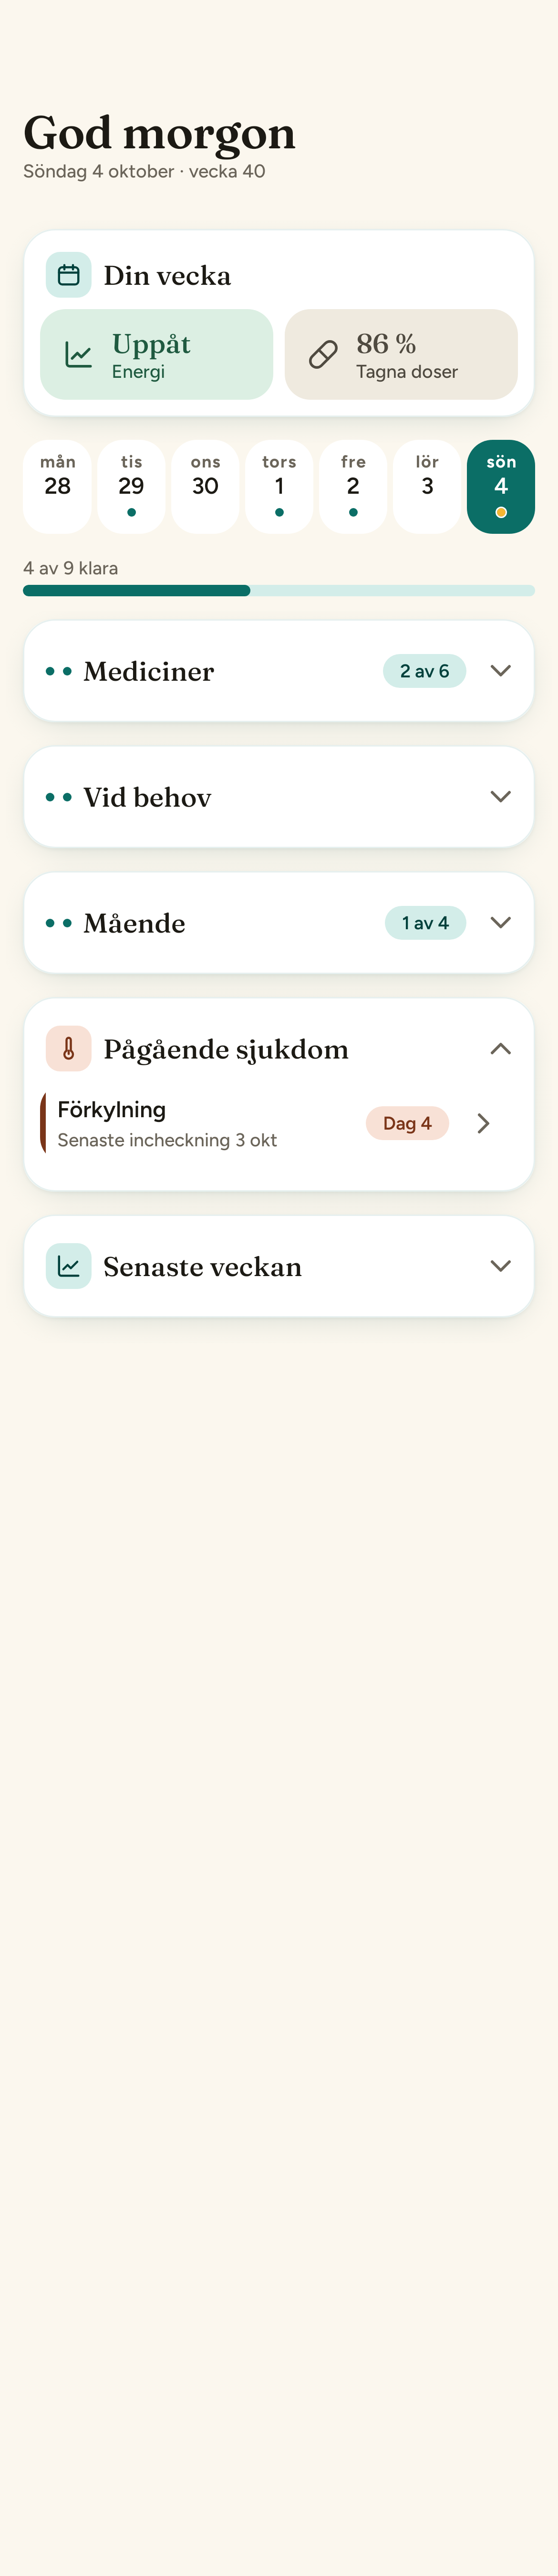 God morgon
Söndag 4 oktober · vecka 40
Din vecka
Uppåt
Energi
86 %
Tagna doser
mån tis ons tors fre lör sön
28 29 30 1 2 3 4
4 av 9 klara
Mediciner 2 av 6
Vid behov
Mående 1 av 4
Pågående sjukdom
Förkylning
Senaste incheckning 3 okt
Dag 4
Senaste veckan